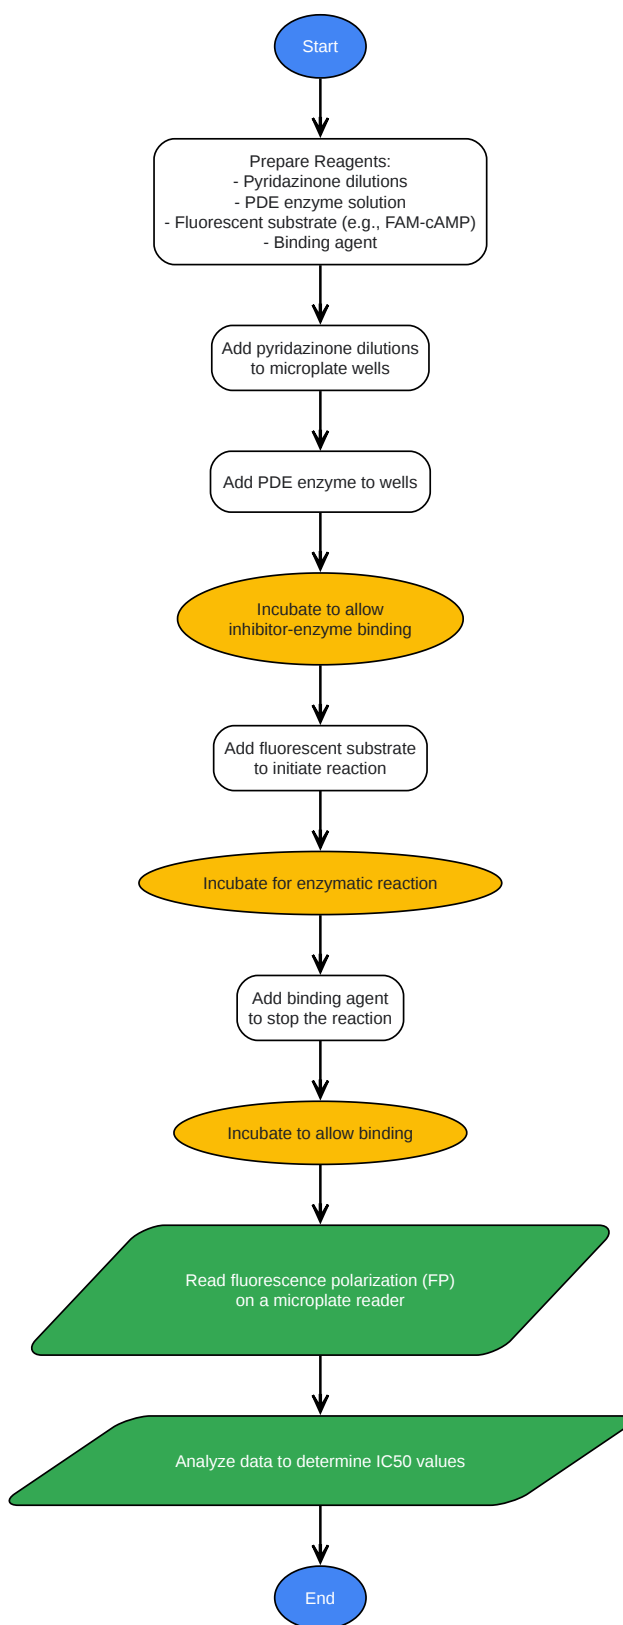 Start
Prepare Reagents:
- Pyridazinone dilutions
- PDE enzyme solution
- Fluorescent substrate (e.g., FAM-cAMP)
- Binding agent
Add pyridazinone dilutions
to microplate wells
Add PDE enzyme to wells
Incubate to allow
inhibitor-enzyme binding
Add fluorescent substrate
to initiate reaction
Incubate for enzymatic reaction
Add binding agent
to stop the reaction
Incubate to allow binding
Read fluorescence polarization (FP)
on a microplate reader
Analyze data to determine IC50 values
End